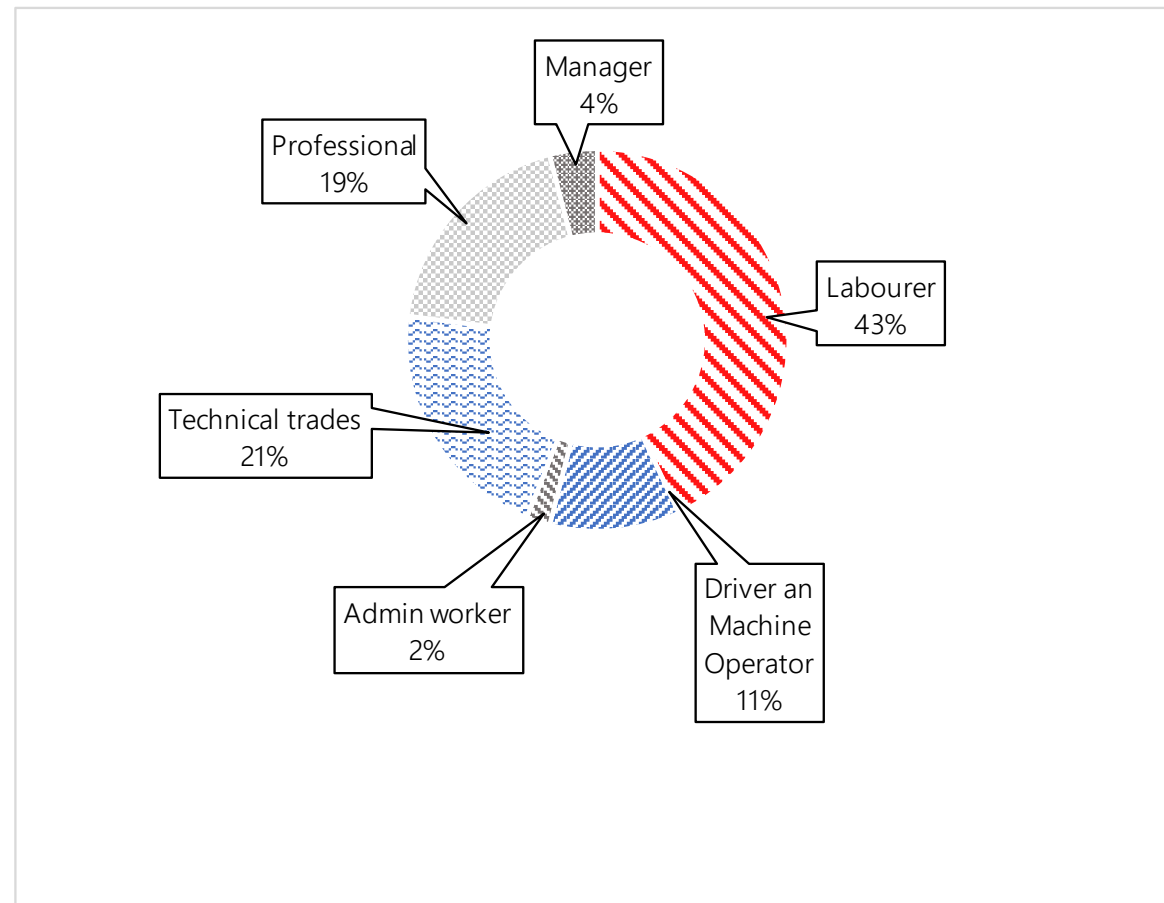 Manager
4%
Professional
19%
Labourer
43%
Technical trades
21%
Driver an
Machine
Operator
11%
Admin worker
2%